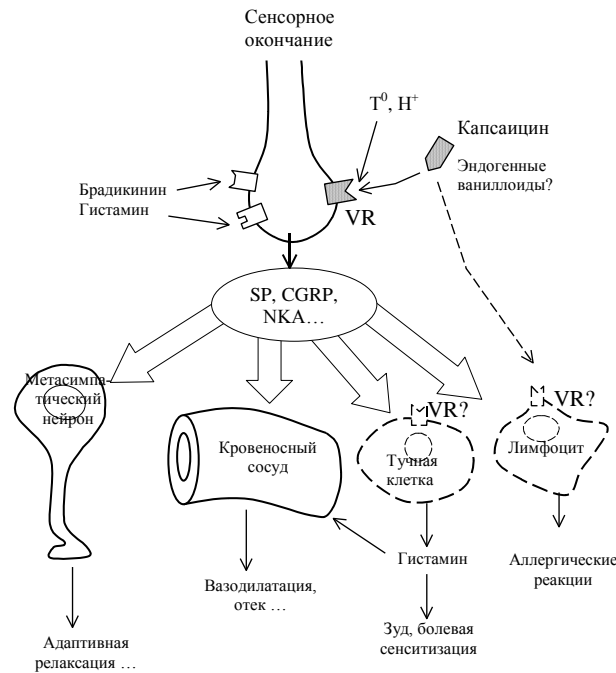 Сенсорное
окончание
T⁰, H⁺
Капсаицин
Эндогенные
ваниллоиды?
Брадикинин
Гистамин
VR
SP, CGRP,
NKA…
Метасимпа-
тический
нейрон
Кровеносный
сосуд
VR?
Тучная
клетка
VR?
Лимфоцит
Вазодилатация,
отек …
Гистамин
Аллергические
реакции
Адаптивная
релаксация …
Зуд, болевая
сенситизация